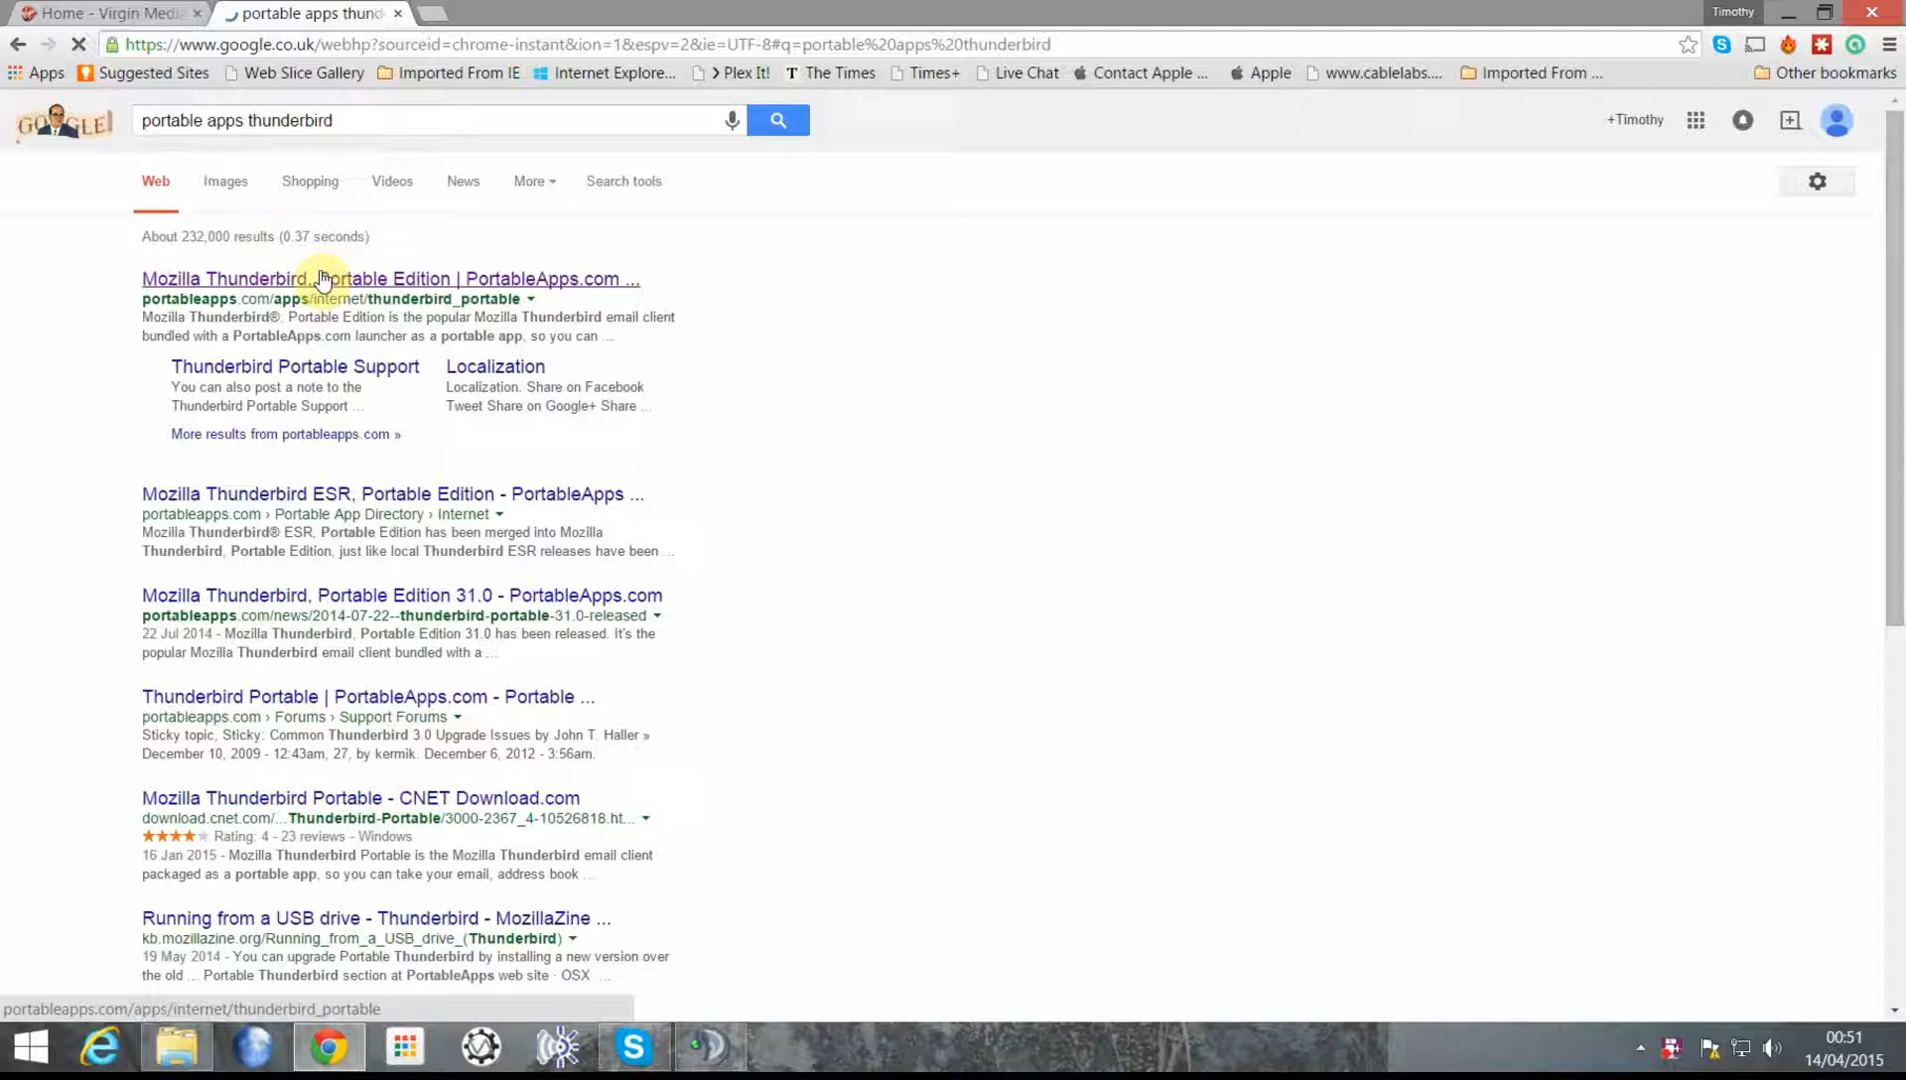 Home - Virgin Media
portable apps thund
Timothy
https://www.google.co.uk/webhp?sourceid=chrome-instant&ion=1&espv=2&ie=UTF-8#q=portable%20apps%20thunderbird
Apps Suggested Sites Web Slice Gallery Imported From IE Internet Explore... > Plex It! T The Times Times+ Live Chat Contact Apple ... Apple www.cablelabs.... Imported From ... Other bookmarks
GOOGLE
portable apps thunderbird
+Timothy
Web Images Shopping Videos News More Search tools
About 232,000 results (0.37 seconds)
Mozilla Thunderbird, Portable Edition | PortableApps.com ...
portableapps.com/apps/internet/thunderbird_portable
Mozilla Thunderbird®, Portable Edition is the popular Mozilla Thunderbird email client
bundled with a PortableApps.com launcher as a portable app, so you can ...
Thunderbird Portable Support
You can also post a note to the
Thunderbird Portable Support ...
Localization
Localization. Share on Facebook
Tweet Share on Google+ Share ...
More results from portableapps.com »
Mozilla Thunderbird ESR, Portable Edition - PortableApps ...
portableapps.com › Portable App Directory › Internet
Mozilla Thunderbird® ESR, Portable Edition has been merged into Mozilla
Thunderbird, Portable Edition, just like local Thunderbird ESR releases have been ...
Mozilla Thunderbird, Portable Edition 31.0 - PortableApps.com
portableapps.com/news/2014-07-22--thunderbird-portable-31.0-released
22 Jul 2014 - Mozilla Thunderbird, Portable Edition 31.0 has been released. It's the
popular Mozilla Thunderbird email client bundled with a ...
Thunderbird Portable | PortableApps.com - Portable ...
portableapps.com › Forums › Support Forums
Sticky topic, Sticky: Common Thunderbird 3.0 Upgrade Issues by John T. Haller »
December 10, 2009 - 12:43am, 27, by kermik. December 6, 2012 - 3:56am.
Mozilla Thunderbird Portable - CNET Download.com
download.cnet.com/...Thunderbird-Portable/3000-2367_4-10526818.ht...
Rating: 4 - 23 reviews - Windows
16 Jan 2015 - Mozilla Thunderbird Portable is the Mozilla Thunderbird email client
packaged as a portable app, so you can take your email, address book ...
Running from a USB drive - Thunderbird - MozillaZine ...
kb.mozillazine.org/Running_from_a_USB_drive_(Thunderbird)
19 May 2014 - You can upgrade Portable Thunderbird by installing a new version over
the old ... Portable Thunderbird section at PortableApps web site · OSX ...
portableapps.com/apps/internet/thunderbird_portable
00:51
14/04/2015